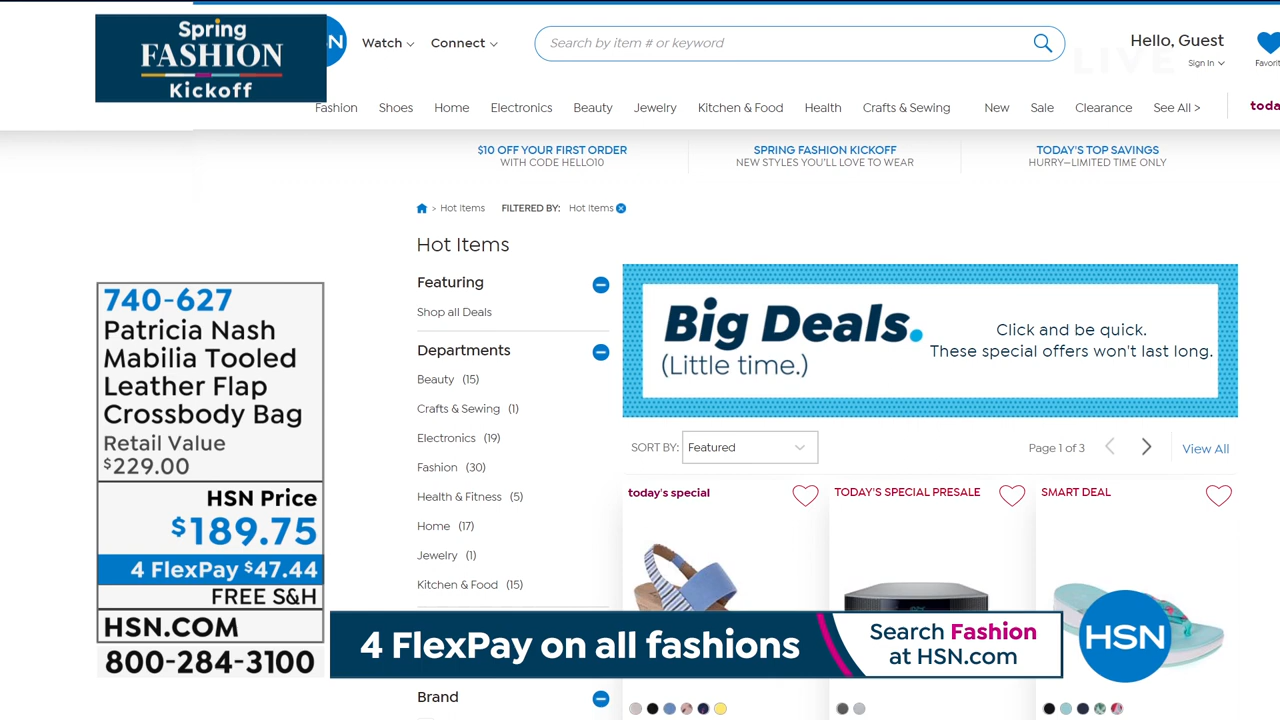 Spring
FASHION
Kickoff
Watch
Connect
Search by item # or keyword
LIVE
Hello, Guest
Sign In
Fashion
Shoes
Home
Electronics
Beauty
Jewelry
Kitchen & Food
Health
Crafts & Sewing
New
Sale
Clearance
See All >
$10 OFF YOUR FIRST ORDER
WITH CODE HELLO10
SPRING FASHION KICKOFF
NEW STYLES YOU'LL LOVE TO WEAR
TODAY'S TOP SAVINGS
HURRY—LIMITED TIME ONLY
> Hot Items FILTERED BY: Hot Items
Hot Items
Featuring
Shop all Deals
Departments
Beauty (15)
Crafts & Sewing (1)
Electronics (19)
Fashion (30)
Health & Fitness (5)
Home (17)
Jewelry (1)
Kitchen & Food (15)
Brand
Big Deals.
(Little time.)
Click and be quick.
These special offers won't last long.
SORT BY: Featured
Page 1 of 3
View All
today's special
TODAY'S SPECIAL PRESALE
SMART DEAL
740-627
Patricia Nash
Mabilia Tooled
Leather Flap
Crossbody Bag
Retail Value
$229.00
HSN Price
$189.75
4 FlexPay $47.44
FREE S&H
HSN.COM
800-284-3100
4 FlexPay on all fashions
Search Fashion
at HSN.com
HSN